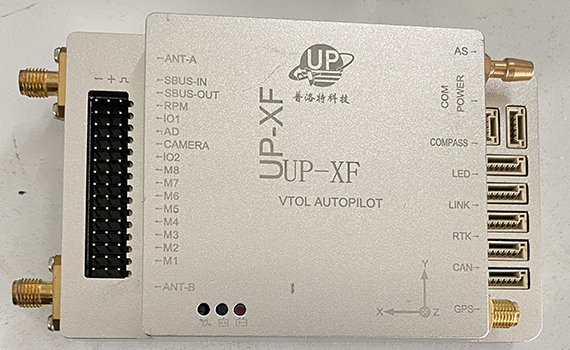 ANT-A
SBUS-IN
SBUS-OUT
RPM
IO1
AD
CAMERA
IO2
M8
M7
M6
M5
M4
M3
M2
M1
ANT-B
UP
普洛特科技
UP-XF
UP-XF
VTOL AUTOPILOT
Y
X
Z
AS
COM
POWER
COMPASS
LED
LINK
RTK
CAN
GPS